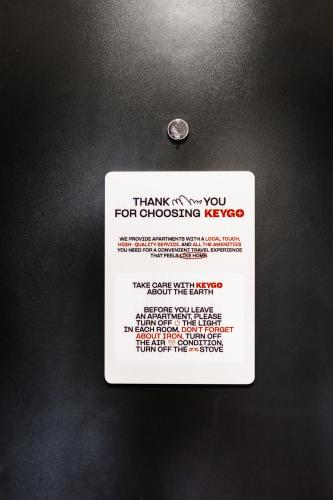 THANK YOU
FOR CHOOSING KEYGO
WE PROVIDE APARTMENTS WITH A LOCAL TOUCH,
HIGH-QUALITY SERVICE, AND ALL THE AMENITIES
YOU NEED FOR A CONVENIENT TRAVEL EXPERIENCE
THAT FEELS LIKE HOME.
TAKE CARE WITH KEYGO
ABOUT THE EARTH
BEFORE YOU LEAVE
AN APARTMENT, PLEASE
TURN OFF THE LIGHT
IN EACH ROOM, DON'T FORGET
ABOUT IRON, TURN OFF
THE AIR CONDITION,
TURN OFF THE STOVE